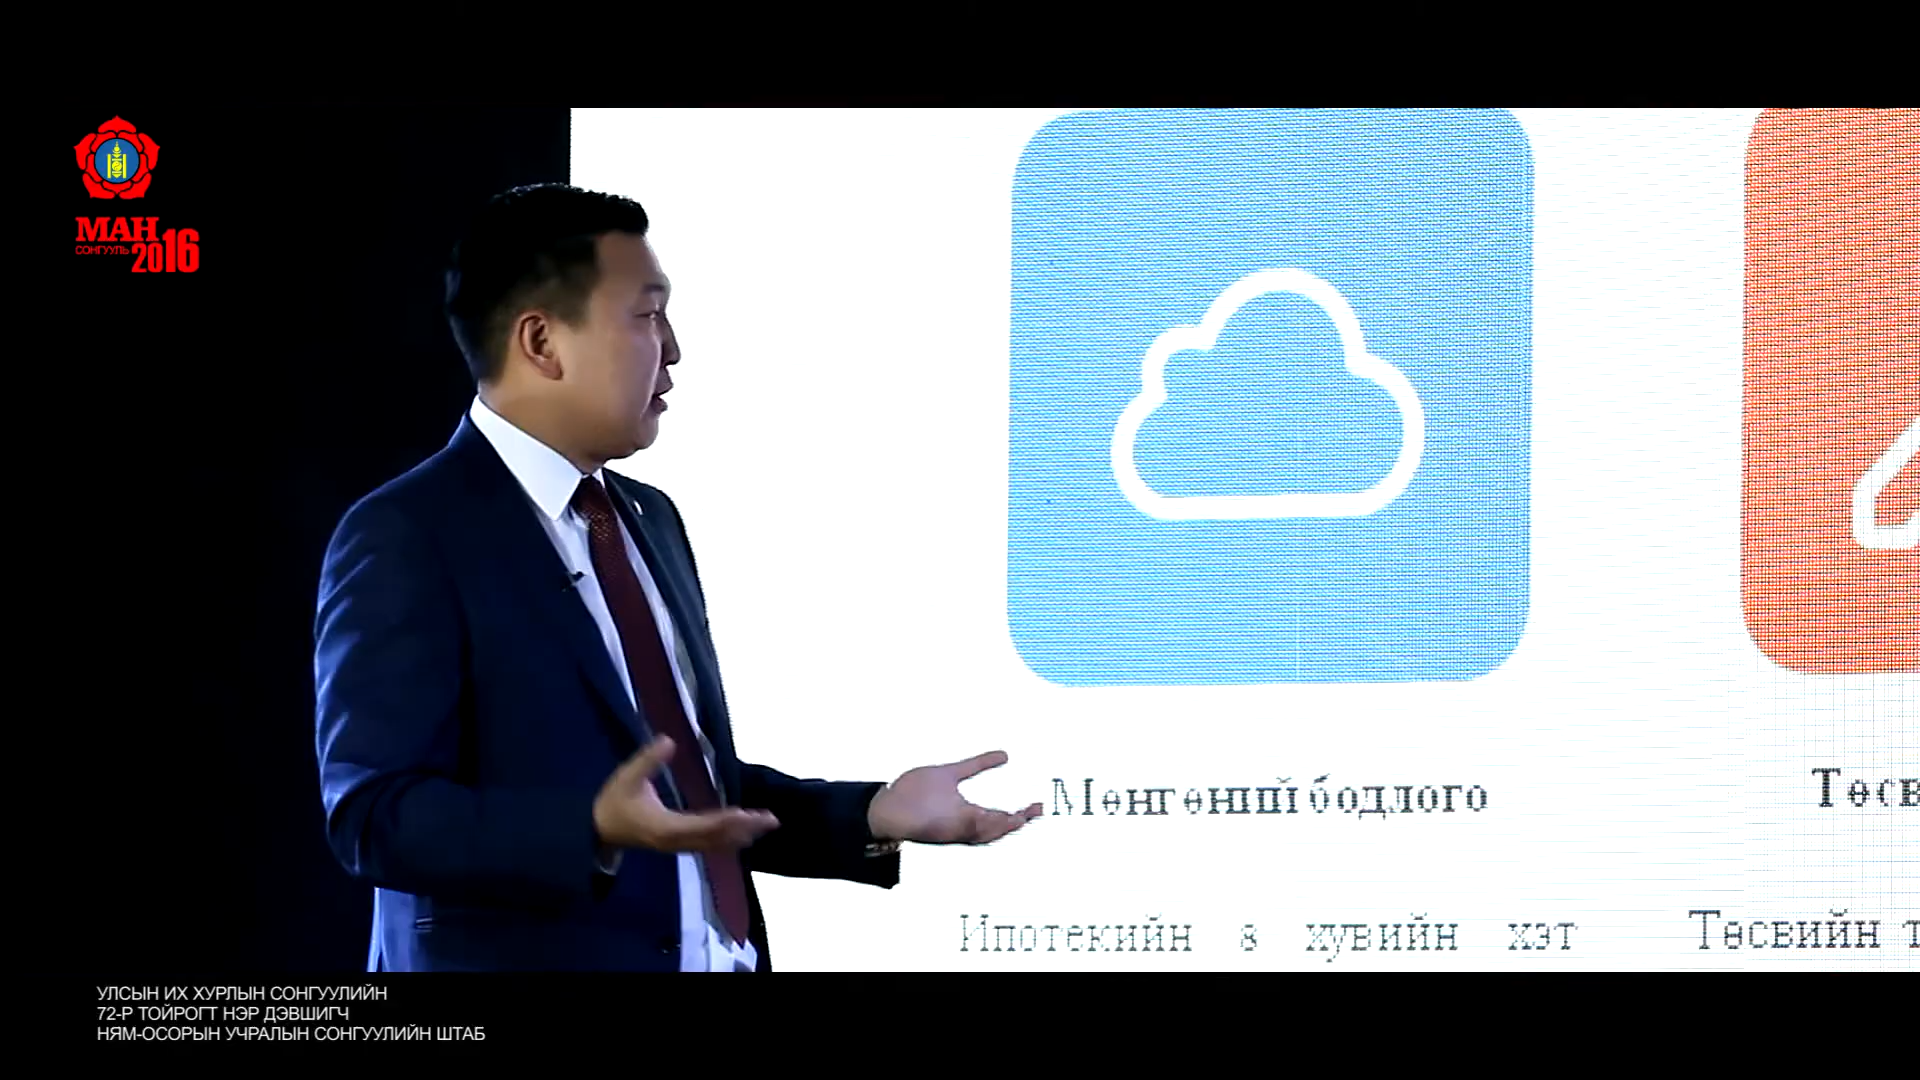 МАН
СОНГУУЛЬ
2016
Мөнгөний бодлого
Төсв
Ипотекийн 8 хувийн хэт
Төсвийн т
УЛСЫН ИХ ХУРЛЫН СОНГУУЛИЙН
72-Р ТОЙРОГТ НЭР ДЭВШИГЧ
НЯМ-ОСОРЫН УЧРАЛЫН СОНГУУЛИЙН ШТАБ